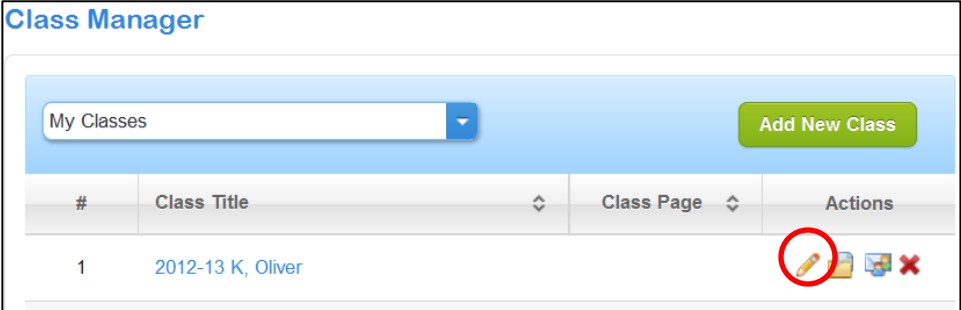 Class Manager
My Classes
Add New Class
# Class Title Class Page Actions
1 2012-13 K, Oliver